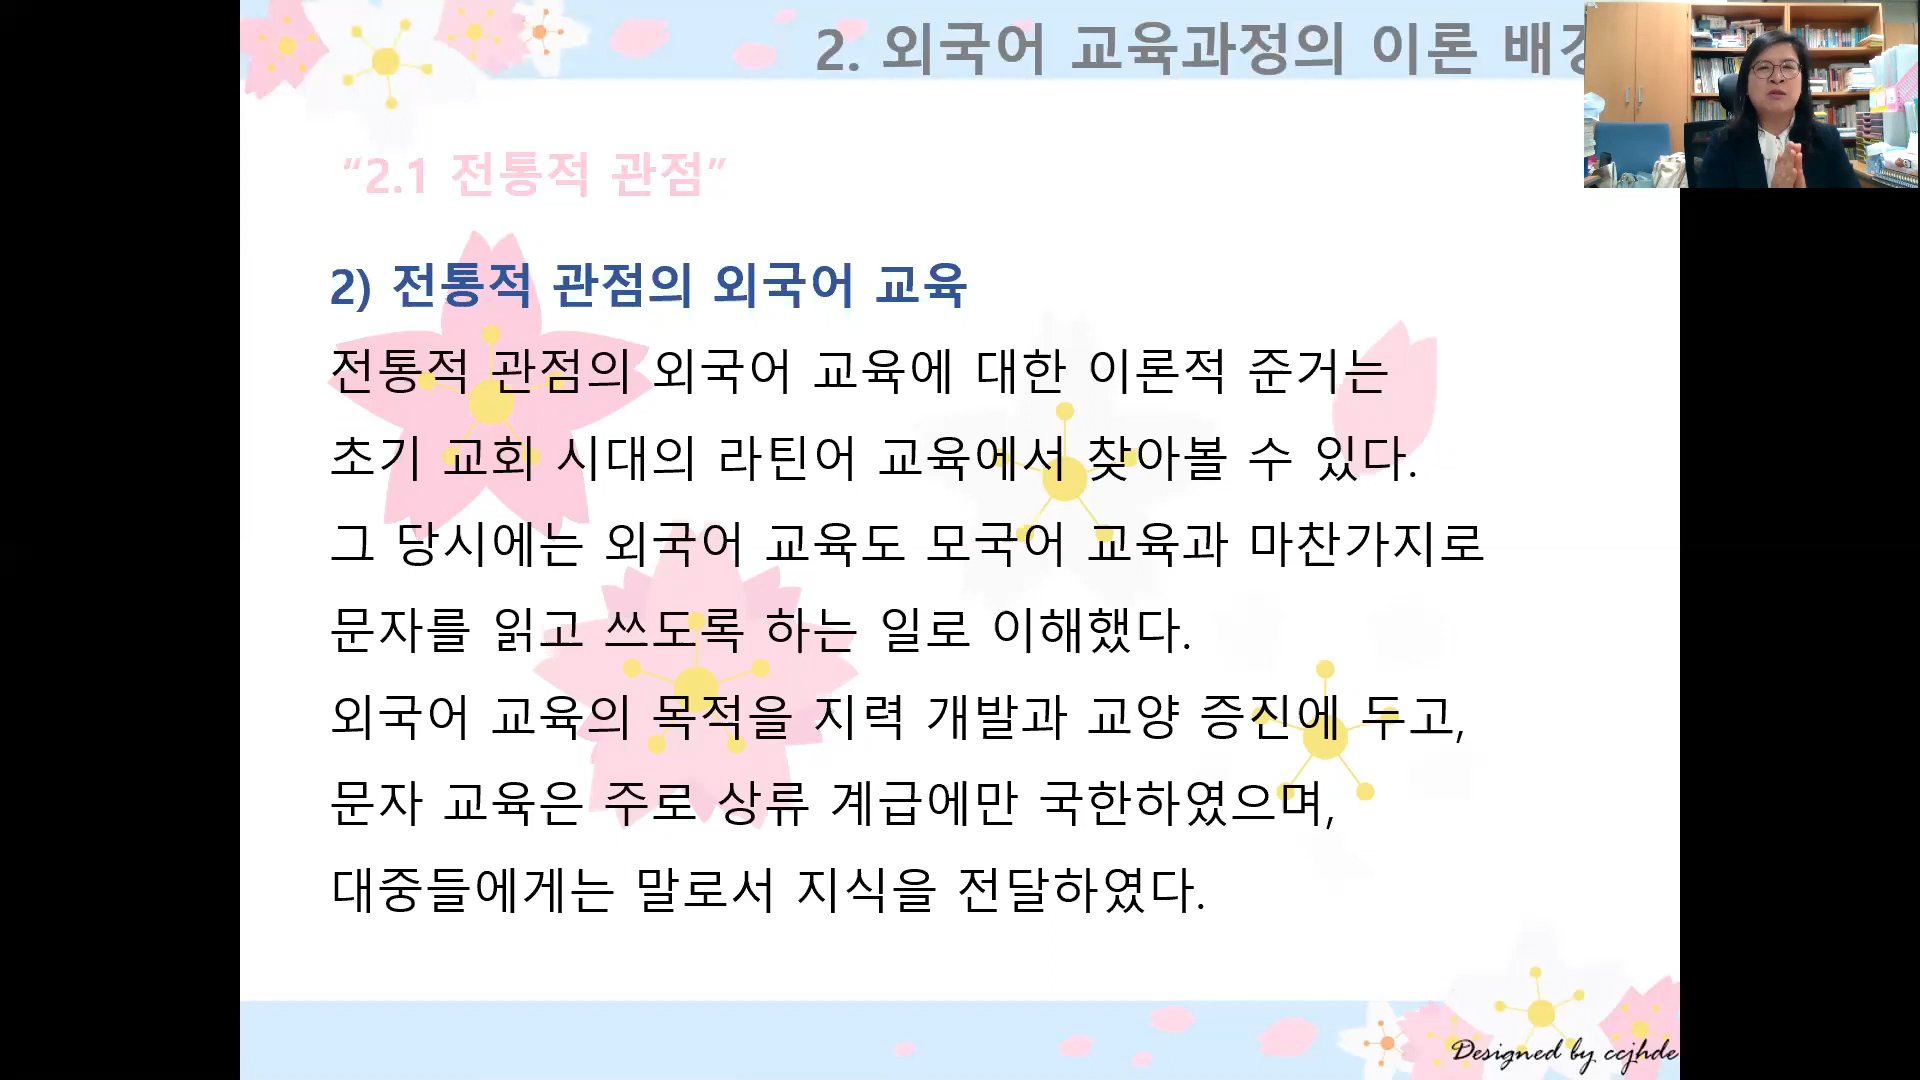 2. 외국어 교육과정의 이론
“2.1 전통적 관점”
2) 전통적 관점의 외국어 교육
전통적 관점의 외국어 교육에 대한 이론적 준거는
초기 교회 시대의 라틴어 교육에서 찾아볼 수 있다.
그 당시에는 외국어 교육도 모국어 교육과 마찬가지로
문자를 읽고 쓰도록 하는 일로 이해했다.
외국어 교육의 목적을 지력 개발과 교양 증진에 두고,
문자 교육은 주로 상류 계급에만 국한하였으며,
대중들에게는 말로서 지식을 전달하였다.
Designed by ccjhde